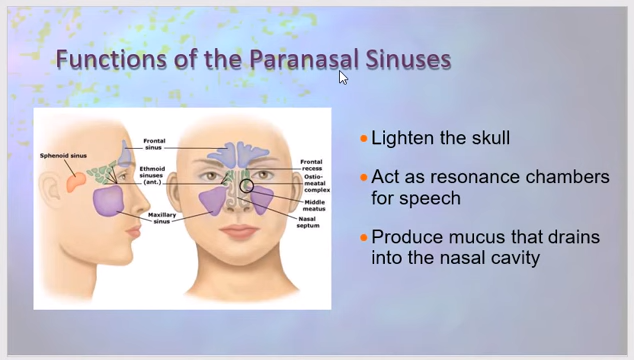 Functions of the Paranasal Sinuses
Frontal
sinus
Sphenoid sinus
Ethmoid
sinuses
(ant.)
Maxillary
sinus
Frontal
recess
Ostio-
meatal
complex
Middle
meatus
Nasal
septum
Lighten the skull
Act as resonance chambers
for speech
Produce mucus that drains
into the nasal cavity